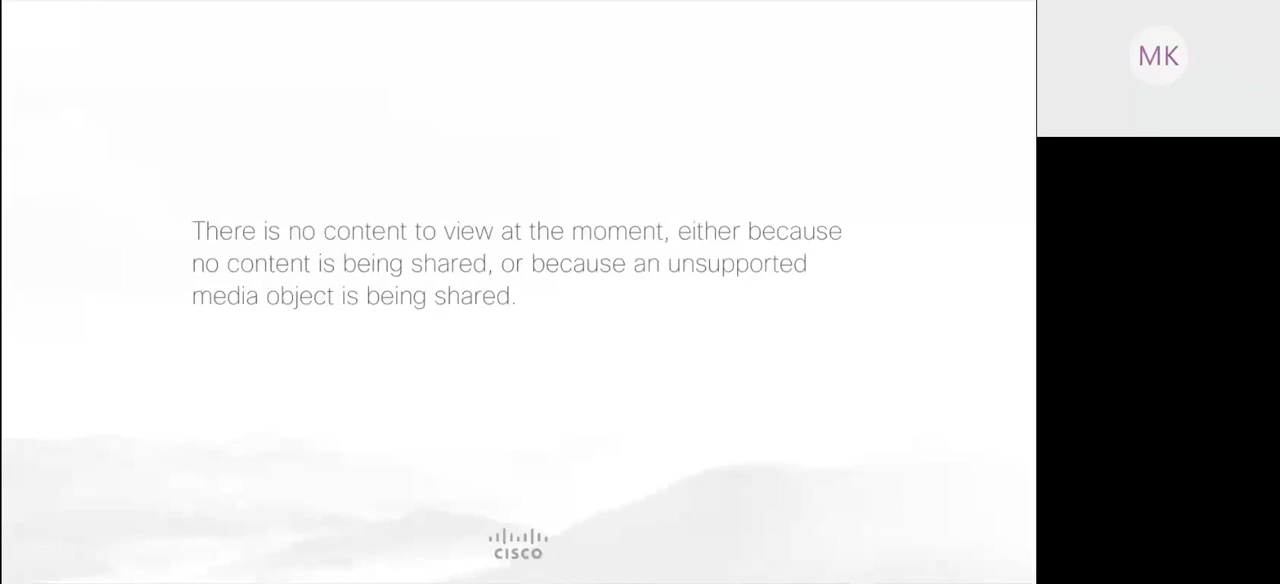 There is no content to view at the moment, either because
no content is being shared, or because an unsupported
media object is being shared.
MK
CISCO